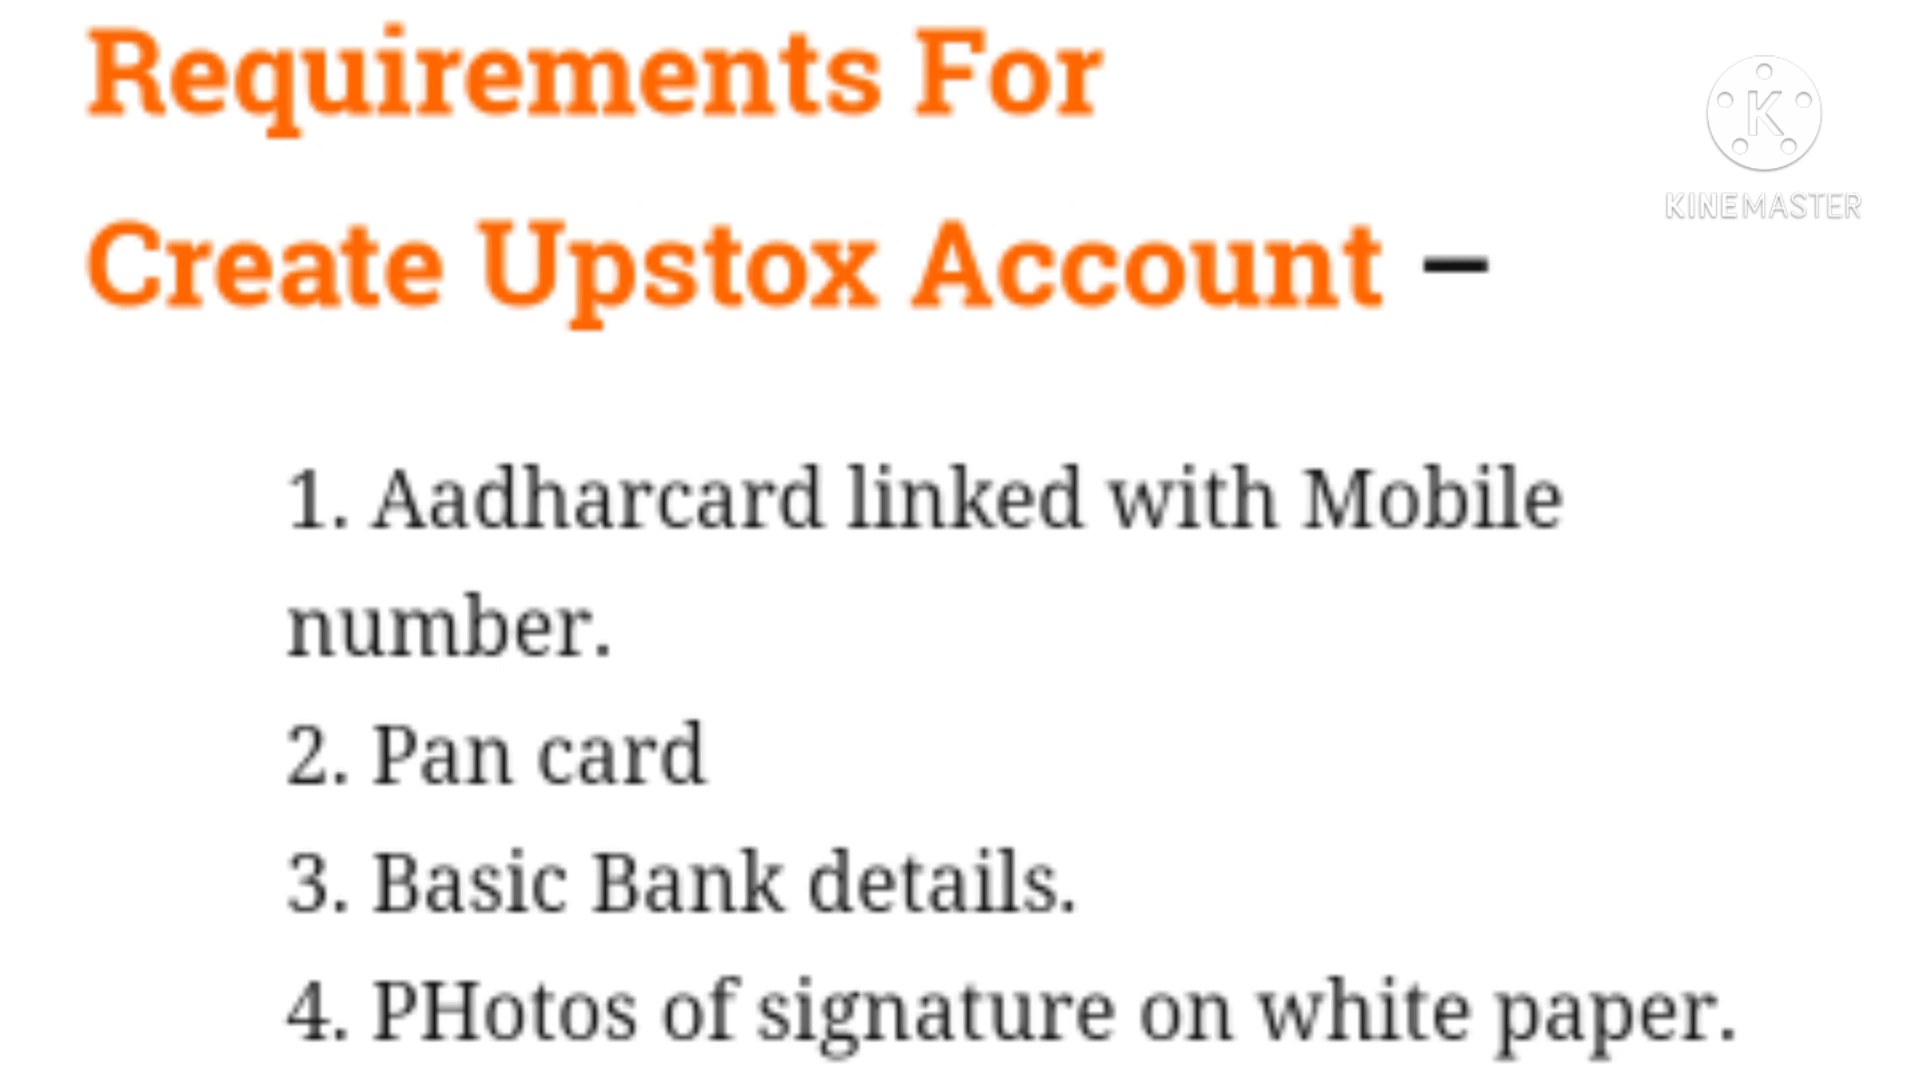 Requirements For
K
KINEMASTER
Create Upstox Account –
1. Aadharcard linked with Mobile
number.
2. Pan card
3. Basic Bank details.
4. PHotos of signature on white paper.